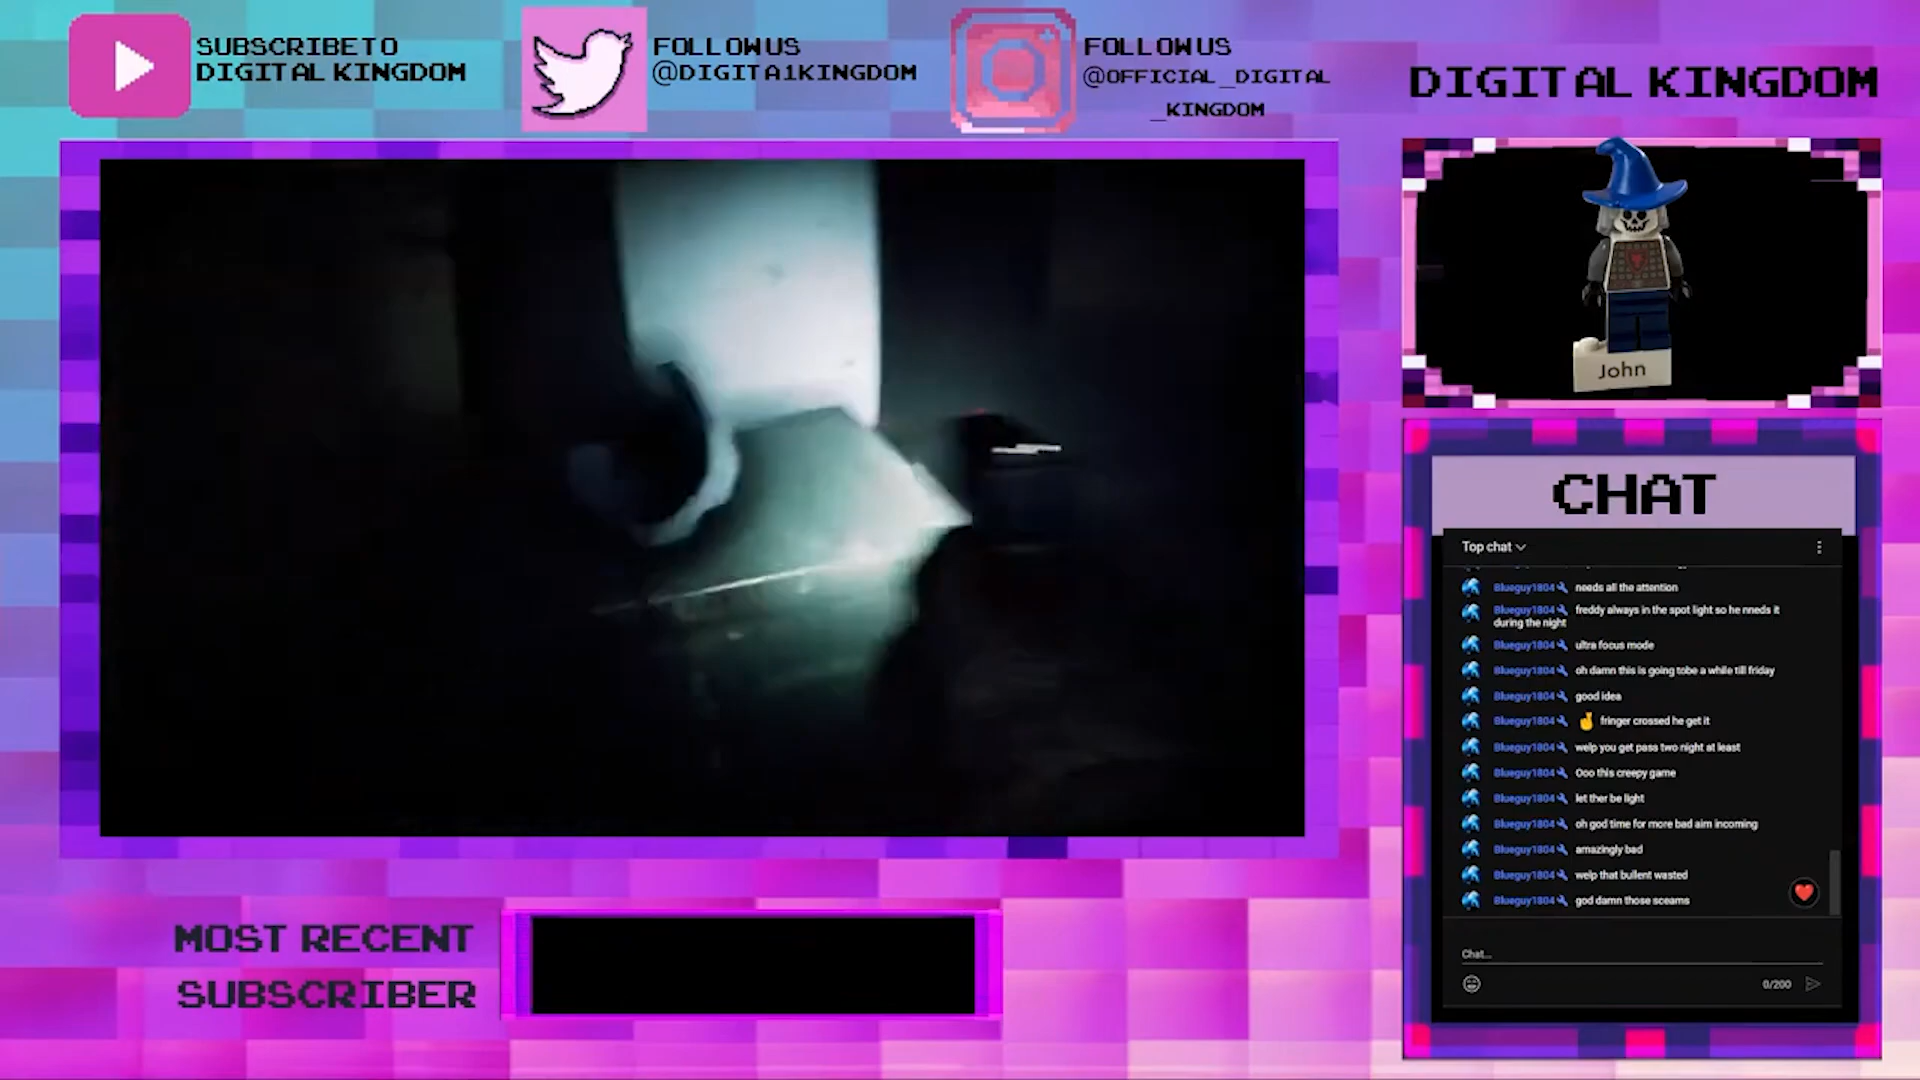 SUBSCRIBE TO
DIGITAL KINGDOM
FOLLOW US
@DIGITA1KINGDOM
FOLLOW US
@OFFICIAL_DIGITAL
_KINGDOM
DIGITAL KINGDOM
John
CHAT
Top chat
Blueguy1804 needs all the attention
Blueguy1804 freddy always in the spot light so he nneds it
during the night
Blueguy1804 ultra focus mode
Blueguy1804 oh damn this is going tobe a while till friday
Blueguy1804 good idea
Blueguy1804 🤞 fringer crossed he get it
Blueguy1804 welp you get pass two night at least
Blueguy1804 Ooo this creepy game
Blueguy1804 let ther be light
Blueguy1804 oh god time for more bad aim incoming
Blueguy1804 amazingly bad
Blueguy1804 welp that bullent wasted
Blueguy1804 god damn those sceams
Chat...
0/200
MOST RECENT
SUBSCRIBER